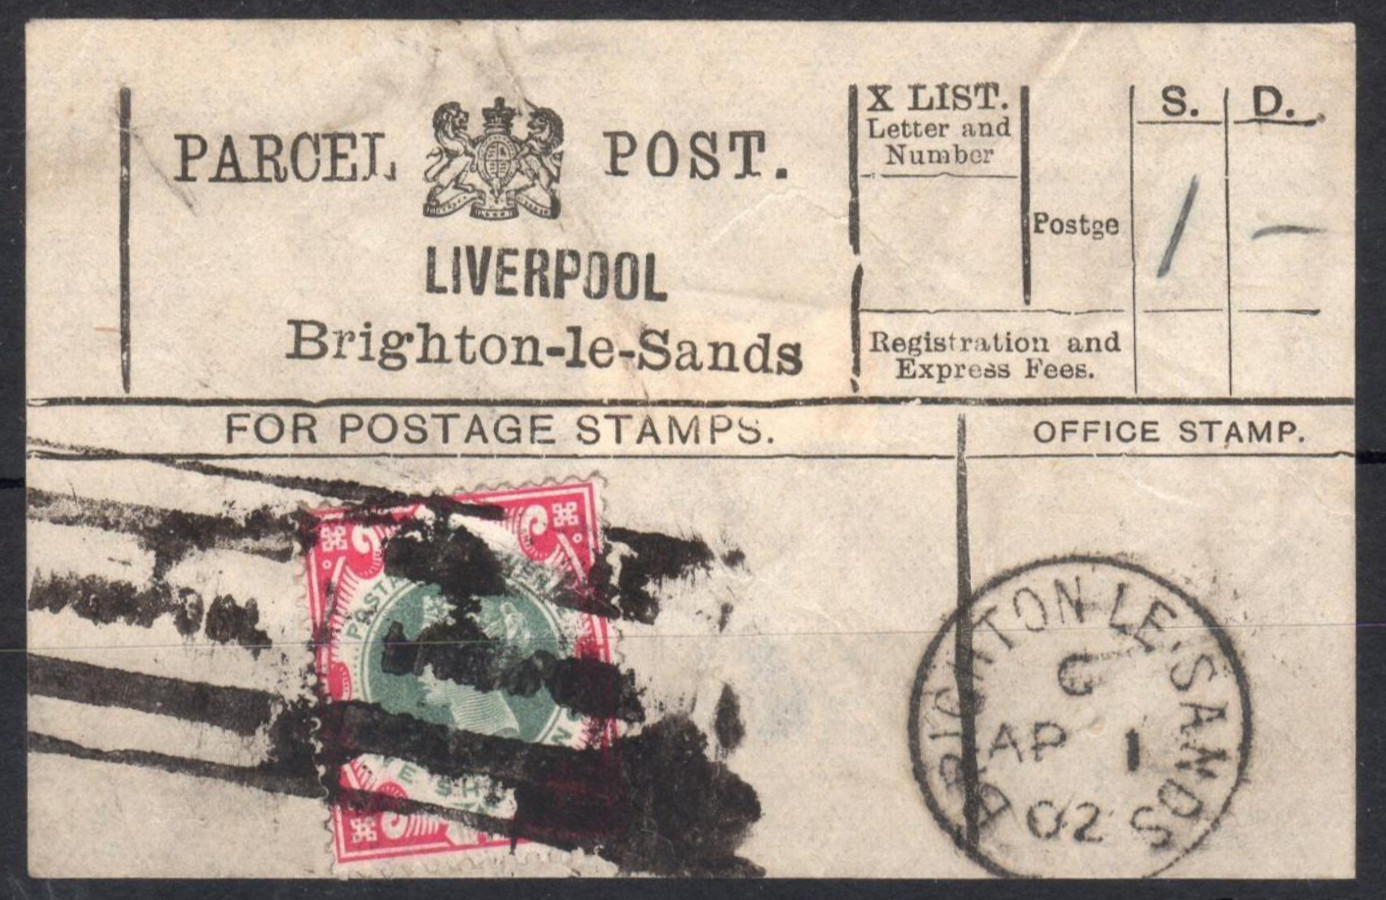 PARCEL POST.
LIVERPOOL
Brighton-le-Sands
X LIST.
Letter and
Number
Postge
S. D.
1 –
Registration and
Express Fees.
FOR POSTAGE STAMPS.
OFFICE STAMP.
BRIGHTON·LE·SANDS
C
AP 1
02
S